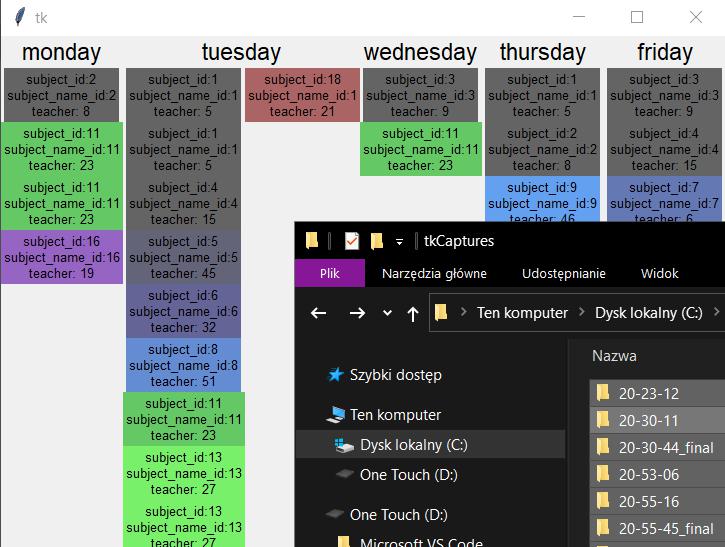 tk
monday
tuesday
wednesday
thursday
friday
subject_id:2
subject_name_id:2
teacher: 8
subject_id:11
subject_name_id:11
teacher: 23
subject_id:11
subject_name_id:11
teacher: 23
subject_id:16
subject_name_id:16
teacher: 19
subject_id:1
subject_name_id:1
teacher: 5
subject_id:1
subject_name_id:1
teacher: 5
subject_id:4
subject_name_id:4
teacher: 15
subject_id:5
subject_name_id:5
teacher: 45
subject_id:6
subject_name_id:6
teacher: 32
subject_id:8
subject_name_id:8
teacher: 51
subject_id:11
subject_name_id:11
teacher: 23
subject_id:13
subject_name_id:13
teacher: 27
subject_id:13
subject_name_id:13
teacher: 27
subject_id:18
subject_name_id:1
teacher: 21
subject_id:3
subject_name_id:3
teacher: 9
subject_id:11
subject_name_id:11
teacher: 23
subject_id:1
subject_name_id:1
teacher: 5
subject_id:2
subject_name_id:2
teacher: 8
subject_id:9
subject_name_id:9
teacher: 46
subject_id:3
subject_name_id:3
teacher: 9
subject_id:4
subject_name_id:4
teacher: 15
subject_id:7
subject_name_id:7
teacher: 6
tkCaptures
Plik
Narzędzia główne
Udostępnianie
Widok
Ten komputer
Dysk lokalny (C:)
Szybki dostęp
Ten komputer
Dysk lokalny (C:)
One Touch (D:)
One Touch (D:)
Microsoft VS Code
Nazwa
20-23-12
20-30-11
20-30-44_final
20-53-06
20-55-16
20-55-45_final